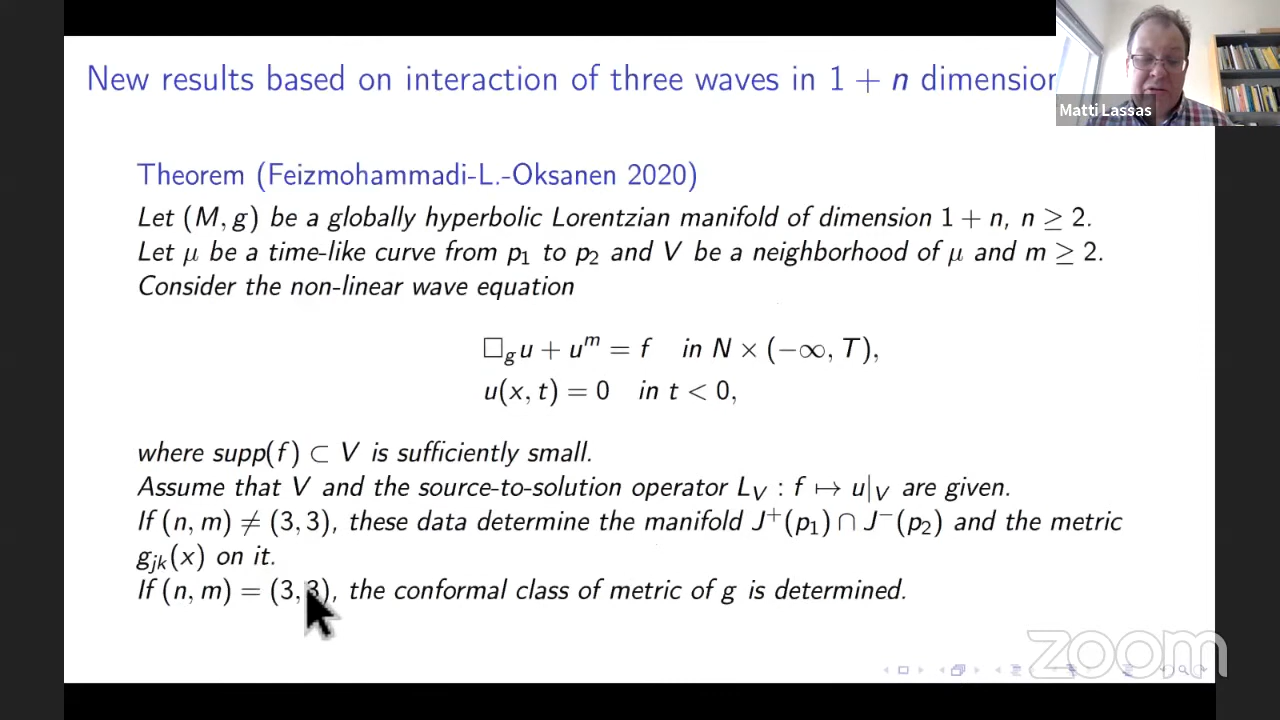 New results based on interaction of three waves in 1 + n dimension
Matti Lassas
Theorem (Feizmohammadi-L.-Oksanen 2020)
Let (M, g) be a globally hyperbolic Lorentzian manifold of dimension 1 + n, n ≥ 2.
Let μ be a time-like curve from p₁ to p₂ and V be a neighborhood of μ and m ≥ 2.
Consider the non-linear wave equation
□_g u + u^m = f in N × (−∞, T),
u(x, t) = 0 in t < 0,
where supp(f) ⊂ V is sufficiently small.
Assume that V and the source-to-solution operator L_V : f ↦ u|_V are given.
If (n, m) ≠ (3, 3), these data determine the manifold J⁺(p₁) ∩ J⁻(p₂) and the metric
g_jk(x) on it.
If (n, m) = (3, 3), the conformal class of metric of g is determined.
zoom